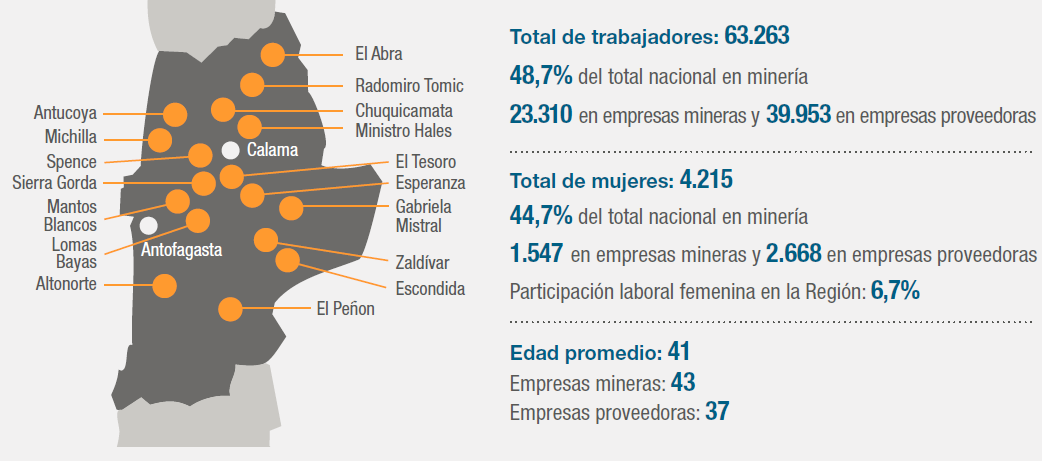 El Abra
Radomiro Tomic
Chuquicamata
Ministro Hales
Antucoya
Michilla
Spence
Sierra Gorda
Mantos
Blancos
Lomas
Bayas
Altonorte
Calama
Antofagasta
El Tesoro
Esperanza
Gabriela
Mistral
Zaldívar
Escondida
El Peñon
Total de trabajadores: 63.263
48,7% del total nacional en minería
23.310 en empresas mineras y 39.953 en empresas proveedoras
Total de mujeres: 4.215
44,7% del total nacional en minería
1.547 en empresas mineras y 2.668 en empresas proveedoras
Participación laboral femenina en la Región: 6,7%
Edad promedio: 41
Empresas mineras: 43
Empresas proveedoras: 37